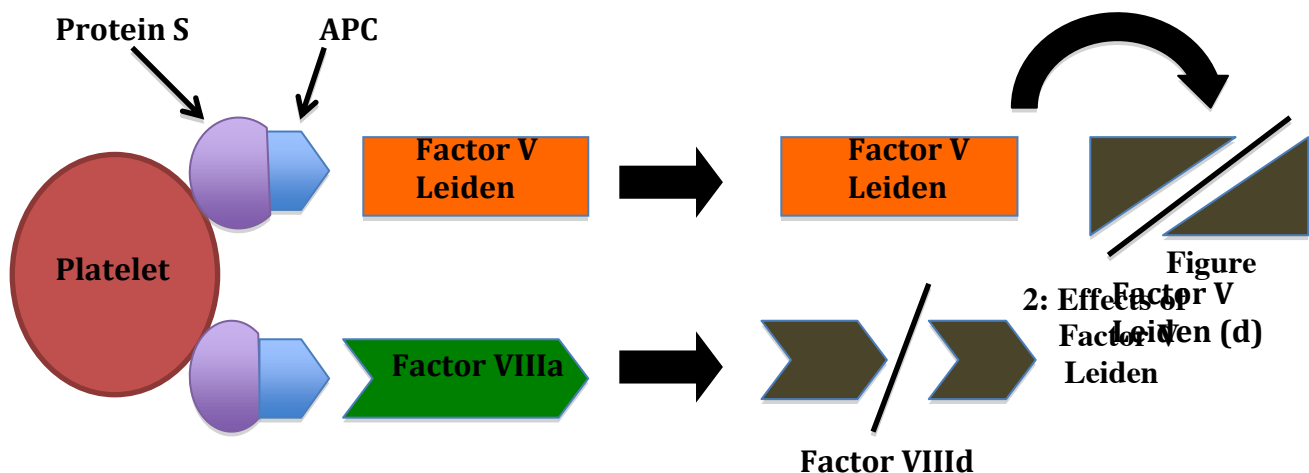 Protein S
APC
Factor V
Leiden
Factor V
Leiden
Platelet
Factor VIIIa
Factor VIIId
Factor V
Leiden (d)
Figure
2: Effects of
Factor V
Leiden